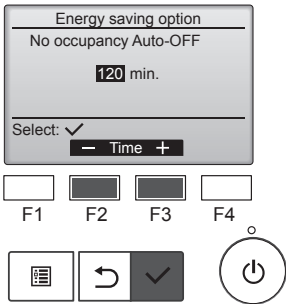 Energy saving option
No occupancy Auto-OFF
120 min.
Select: ✓
− Time +
F1 F2 F3 F4